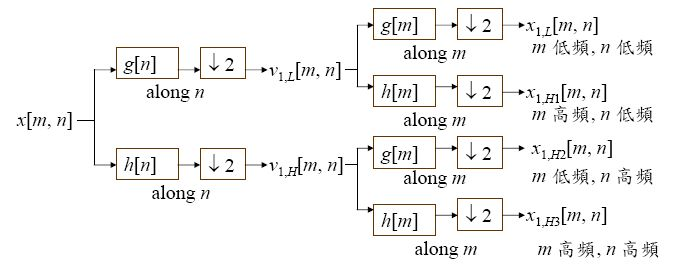 g[m]
↓2
x1,L[m, n]
along m
m 低頻, n 低頻
g[n]
↓2
v1,L[m, n]
along n
h[m]
↓2
x1,H1[m, n]
along m
m 高頻, n 低頻
x[m, n]
h[n]
↓2
v1,H[m, n]
along n
g[m]
↓2
x1,H2[m, n]
along m
m 低頻, n 高頻
h[m]
↓2
x1,H3[m, n]
along m
m 高頻, n 高頻